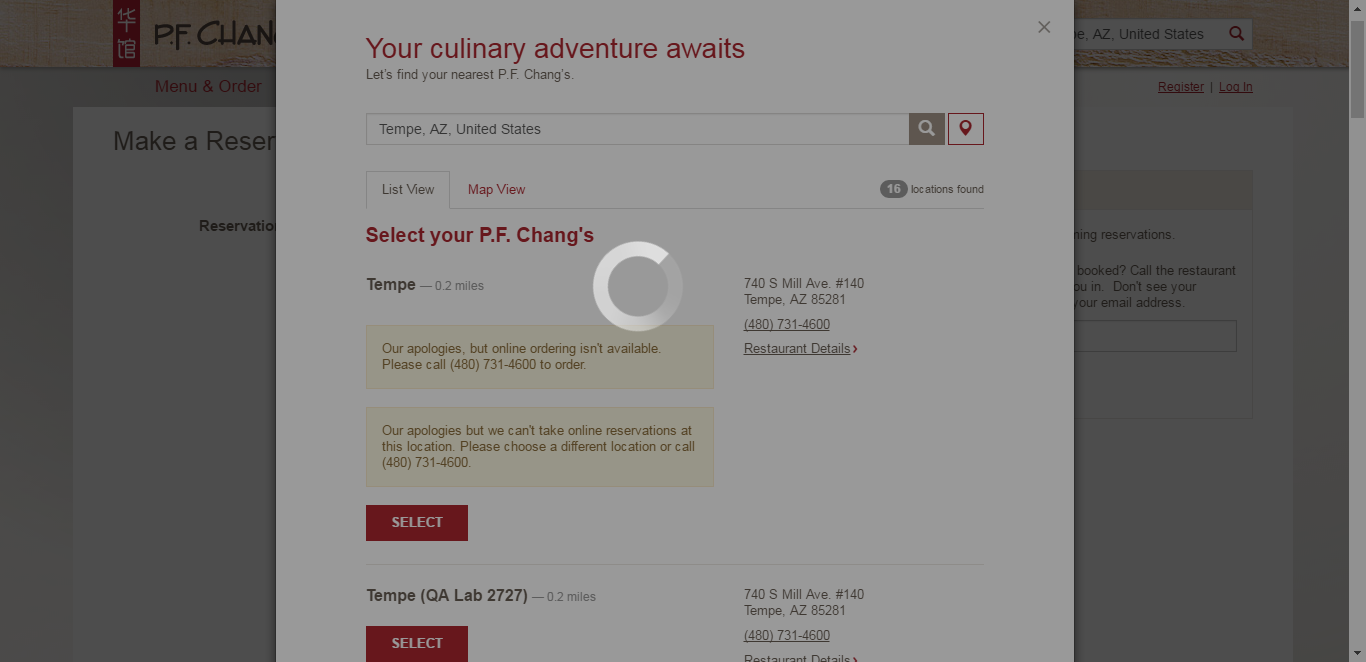 华
馆
P.F. CHAN
e, AZ, United States
Menu & Order
Register | Log In
Make a Reser
Reservation
ing reservations.
booked? Call the restaurant
u in. Don't see your
your email address.
Your culinary adventure awaits
Let's find your nearest P.F. Chang's.
Tempe, AZ, United States
List View
Map View
16 locations found
Select your P.F. Chang's
Tempe — 0.2 miles
740 S Mill Ave. #140
Tempe, AZ 85281
(480) 731-4600
Restaurant Details ›
Our apologies, but online ordering isn't available.
Please call (480) 731-4600 to order.
Our apologies but we can't take online reservations at
this location. Please choose a different location or call
(480) 731-4600.
SELECT
Tempe (QA Lab 2727) — 0.2 miles
740 S Mill Ave. #140
Tempe, AZ 85281
(480) 731-4600
Restaurant Details ›
SELECT